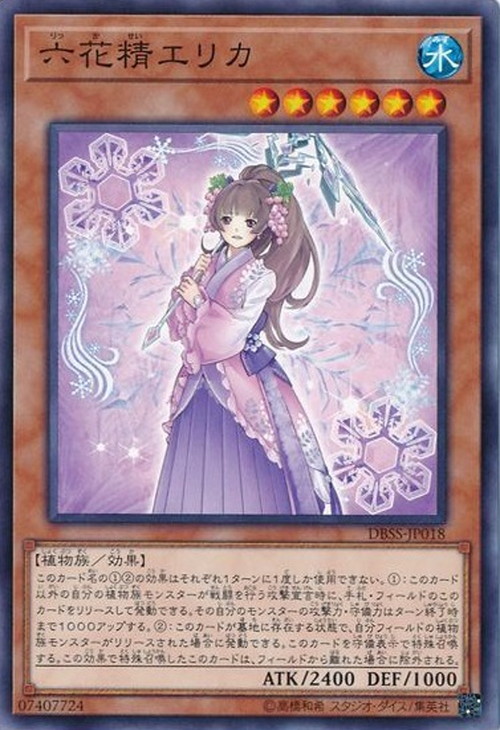 六花精エリカ
りっ か せい
水
DBSS-JP018
【植物族/効果】
このカード名の①②の効果はそれぞれ1ターンに1度しか使用できない。①:このカード
以外の自分の植物族モンスターが戦闘を行う攻撃宣言時に、手札・フィールドのこの
カードをリリースして発動できる。その自分のモンスターの攻撃力・守備力はターン終了時
まで1000アップする。②:このカードが墓地に存在する状態で、自分フィールドの植物
族モンスターがリリースされた場合に発動できる。このカードを守備表示で特殊召喚
する。この効果で特殊召喚したこのカードは、フィールドから離れた場合に除外される。
ATK/2400 DEF/1000
07407724
©高橋和希 スタジオ・ダイス/集英社